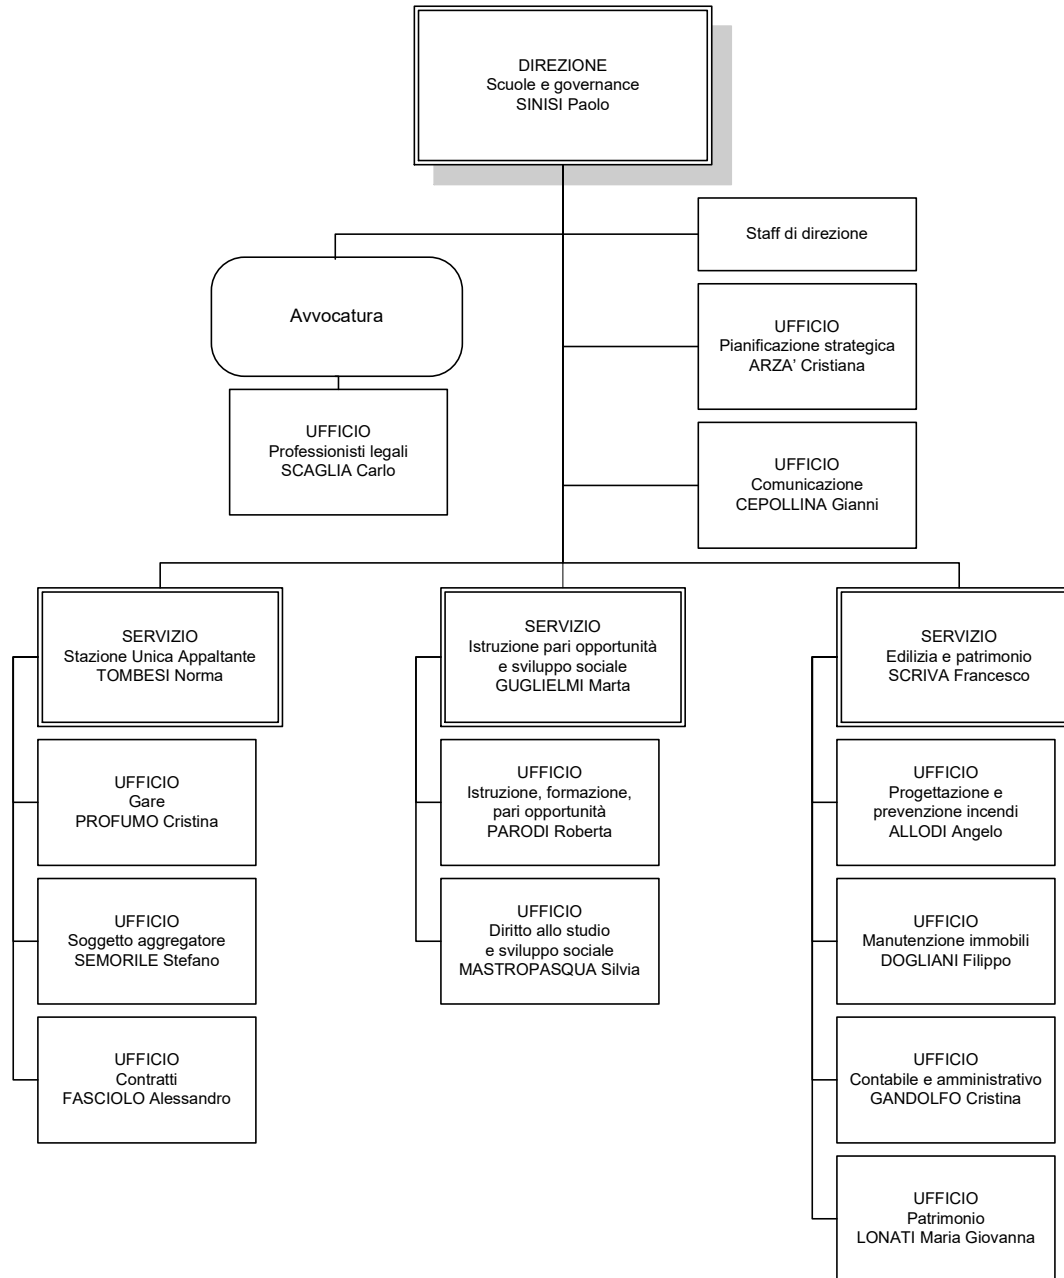 DIREZIONE
Scuole e governance
SINISI Paolo
Staff di direzione
Avvocatura
UFFICIO
Pianificazione strategica
ARZA’ Cristiana
UFFICIO
Professionisti legali
SCAGLIA Carlo
UFFICIO
Comunicazione
CEPOLLINA Gianni
SERVIZIO
Stazione Unica Appaltante
TOMBESI Norma
UFFICIO
Gare
PROFUMO Cristina
UFFICIO
Soggetto aggregatore
SEMORILE Stefano
UFFICIO
Contratti
FASCIOLO Alessandro
SERVIZIO
Istruzione pari opportunità
e sviluppo sociale
GUGLIELMI Marta
UFFICIO
Istruzione, formazione,
pari opportunità
PARODI Roberta
UFFICIO
Diritto allo studio
e sviluppo sociale
MASTROPASQUA Silvia
SERVIZIO
Edilizia e patrimonio
SCRIVA Francesco
UFFICIO
Progettazione e
prevenzione incendi
ALLODI Angelo
UFFICIO
Manutenzione immobili
DOGLIANI Filippo
UFFICIO
Contabile e amministrativo
GANDOLFO Cristina
UFFICIO
Patrimonio
LONATI Maria Giovanna